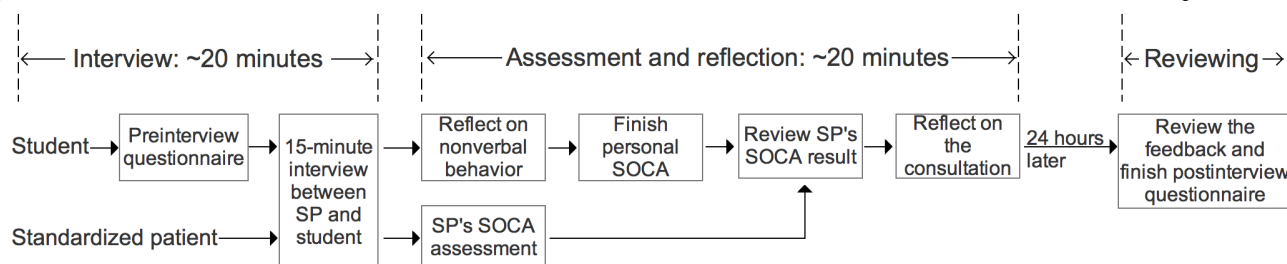 Interview: ~20 minutes
Assessment and reflection: ~20 minutes
Reviewing
Student
Preinterview
questionnaire
15-minute
interview
between
SP and
student
Reflect on
nonverbal
behavior
Finish
personal
SOCA
Review SP's
SOCA result
Reflect on
the
consultation
24 hours
later
Review the
feedback and
finish postinterview
questionnaire
Standardized patient
SP's SOCA
assessment